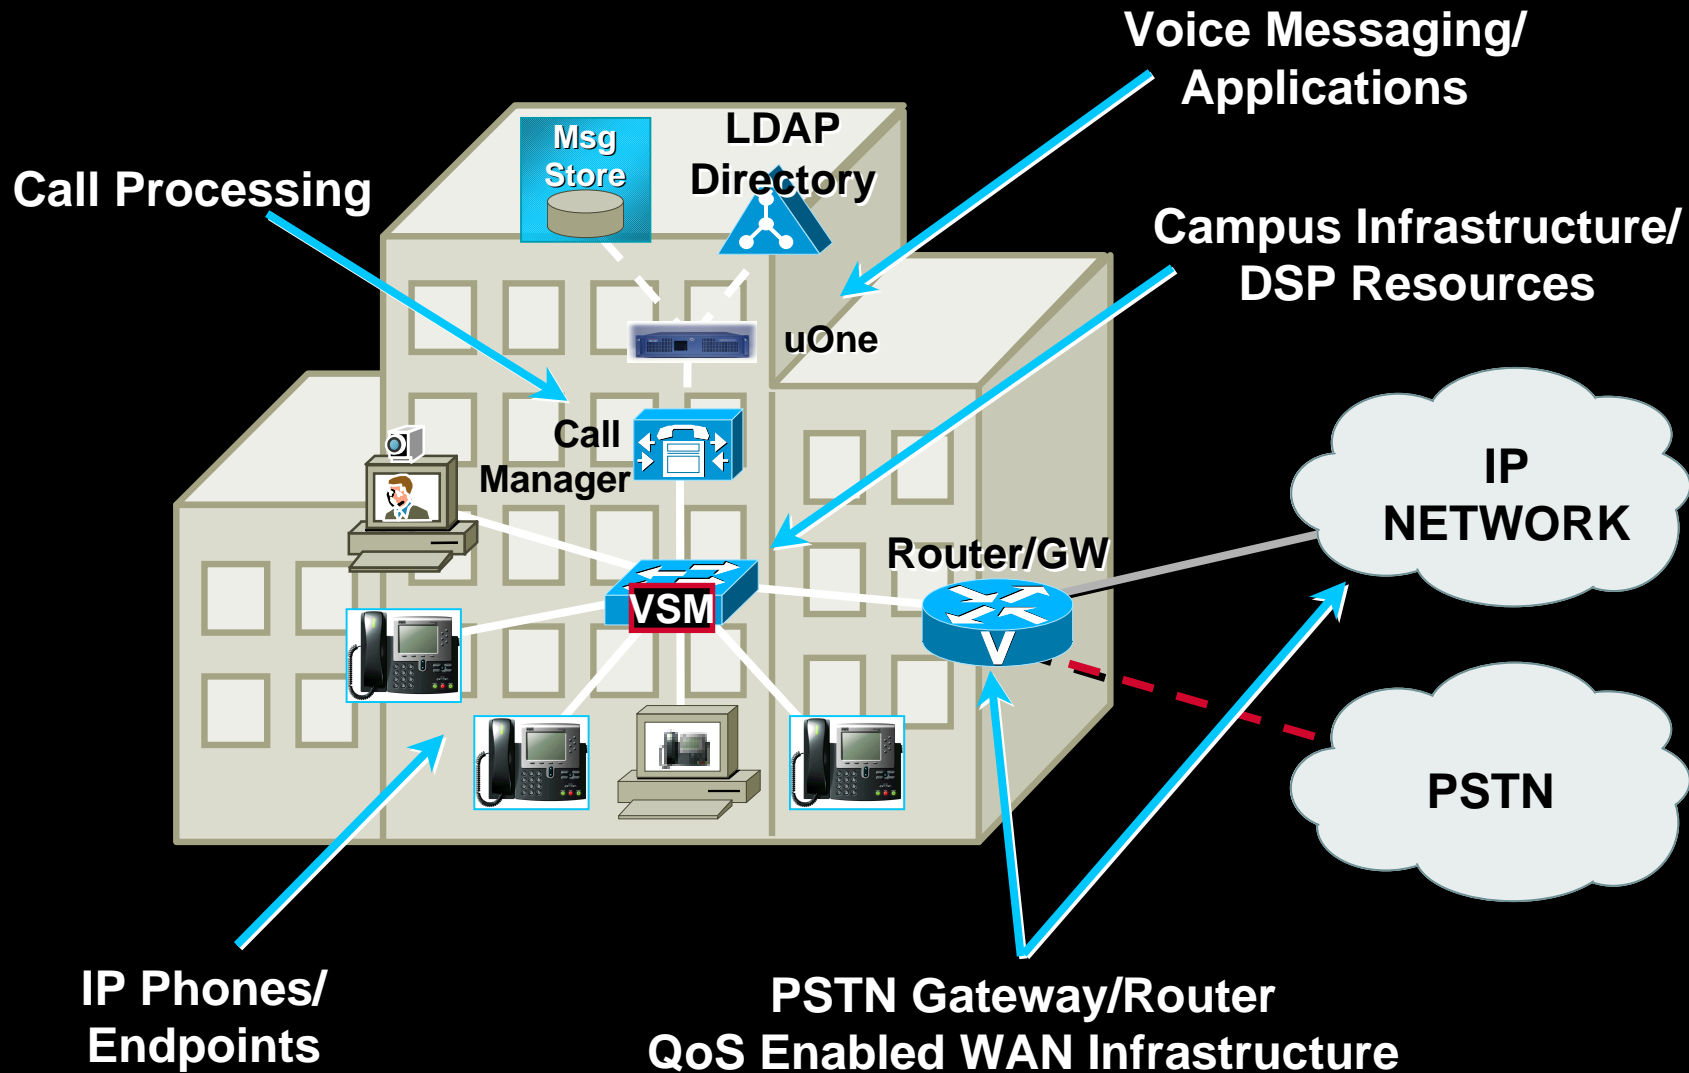 Voice Messaging/
Applications
Msg
Store
LDAP
Directory
Call Processing
Campus Infrastructure/
DSP Resources
uOne
Call
Manager
IP
NETWORK
Router/GW
VSM
V
PSTN
IP Phones/
Endpoints
PSTN Gateway/Router
QoS Enabled WAN Infrastructure